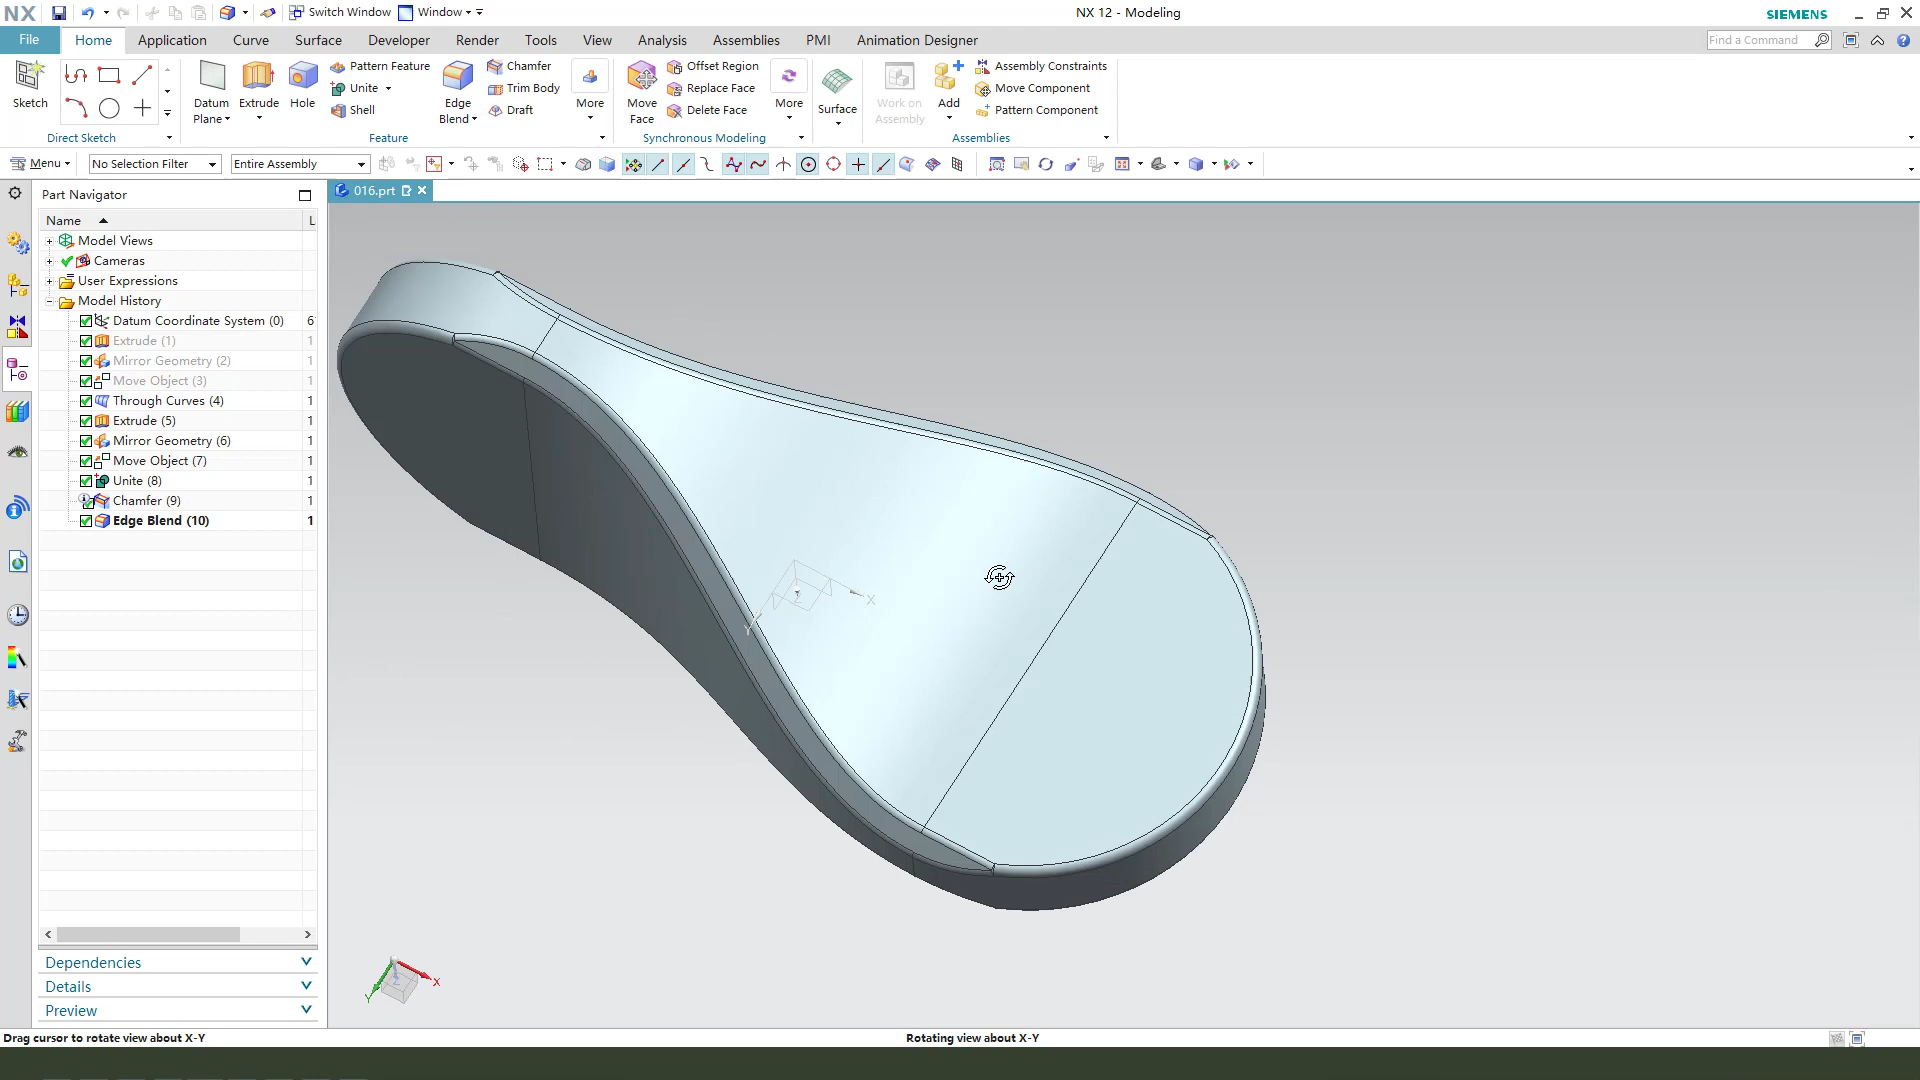 NX Switch Window Window NX 12 - Modeling SIEMENS
File Home Application Curve Surface Developer Render Tools View Analysis Assemblies PMI Animation Designer Find a Command
Sketch
Datum Plane
Extrude
Hole
Pattern Feature
Unite
Shell
Edge Blend
Chamfer
Trim Body
Draft
More
Move Face
Offset Region
Replace Face
Delete Face
More
Surface
Work on Assembly
Add
Assembly Constraints
Move Component
Pattern Component
Direct Sketch Feature Synchronous Modeling Assemblies
Menu No Selection Filter Entire Assembly
Part Navigator 016.prt
Name L
Model Views
Cameras
User Expressions
Model History
Datum Coordinate System (0) 6
Extrude (1) 1
Mirror Geometry (2) 1
Move Object (3) 1
Through Curves (4) 1
Extrude (5) 1
Mirror Geometry (6) 1
Move Object (7) 1
Unite (8) 1
Chamfer (9) 1
Edge Blend (10) 1
X
Y
Z
Dependencies
Details
Preview
X
Y
Z
Drag cursor to rotate view about X-Y Rotating view about X-Y